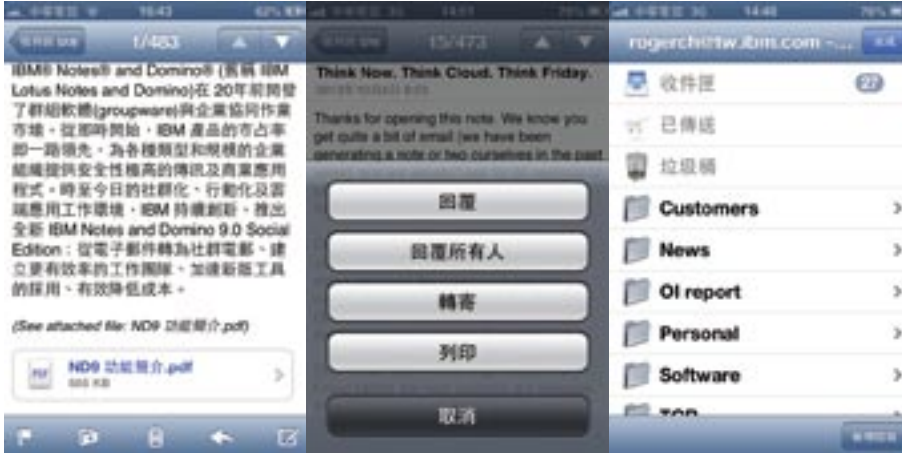 16:43
62%
1/463
IBM® Notes® and Domino® (舊稱 IBM
Lotus Notes and Domino)在 20年前開發
了群組軟體(groupware)與企業協同作業
市場。從那時開始,IBM 產品的市占率
即一路領先,為各種類型和規模的企業
組織提供安全性極高的傳訊及商業應用
程式。時至今日的社群化、行動化及雲
端應用工作環境,IBM 持續創新,推出
全新 IBM Notes and Domino 9.0 Social
Edition:從電子郵件轉為社群電郵、建
立更有效率的工作團隊、加速新版工具
的採用、有效降低成本。
(See attached file: ND9 功能簡介.pdf)
PDF
ND9 功能簡介.pdf
15/473
Think Now. Think Cloud. Think Friday.
Thanks for opening this note. We know you
get quite a bit of email (we have been
generating a note or two ourselves in the past
回覆
回覆所有人
轉寄
列印
取消
14:40
rogerch@tw.ibm.com –...
完成
收件匣
22
已傳送
垃圾桶
Customers
News
OI report
Personal
Software